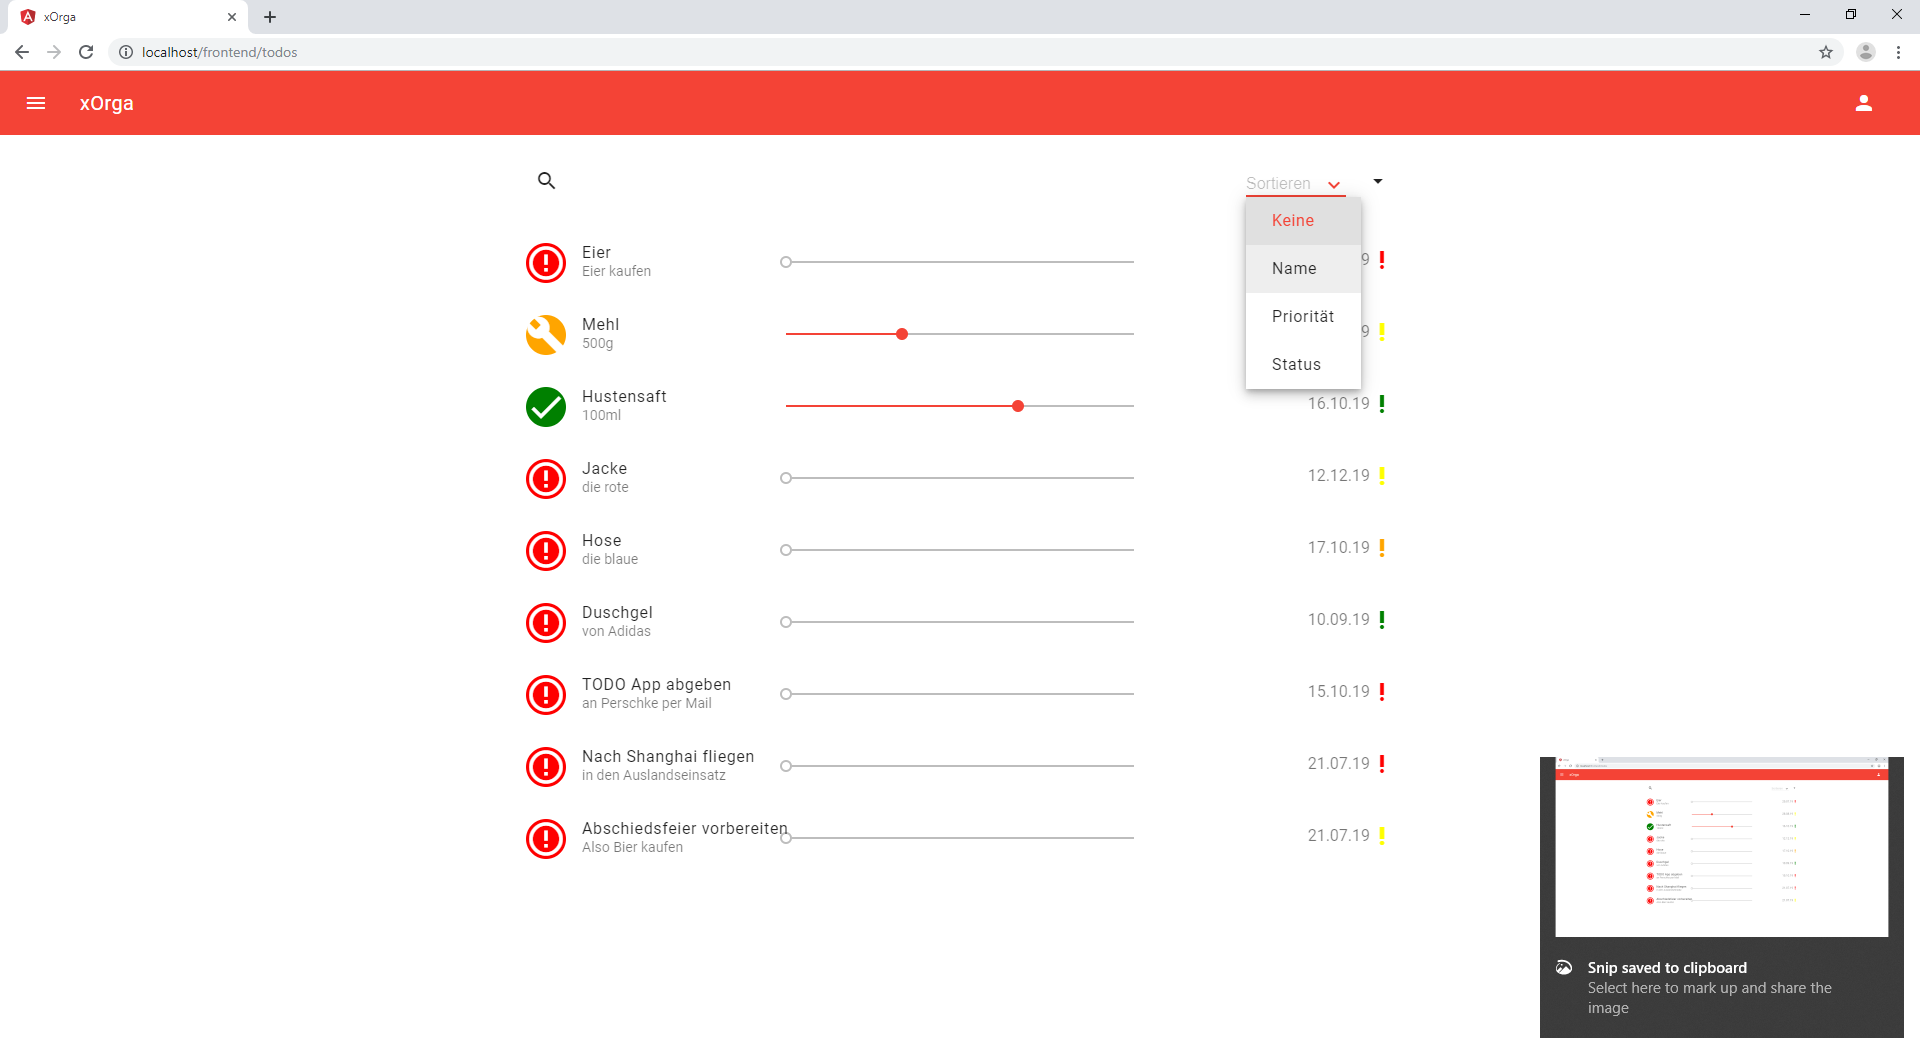 xOrga
localhost/frontend/todos
xOrga
Sortieren
Keine
Name
Priorität
Status
Eier
Eier kaufen
9
Mehl
500g
9
Hustensaft
100ml
16.10.19
Jacke
die rote
12.12.19
Hose
die blaue
17.10.19
Duschgel
von Adidas
10.09.19
TODO App abgeben
an Perschke per Mail
15.10.19
Nach Shanghai fliegen
in den Auslandseinsatz
21.07.19
Abschiedsfeier vorbereiten
Also Bier kaufen
21.07.19
Snip saved to clipboard
Select here to mark up and share the
image